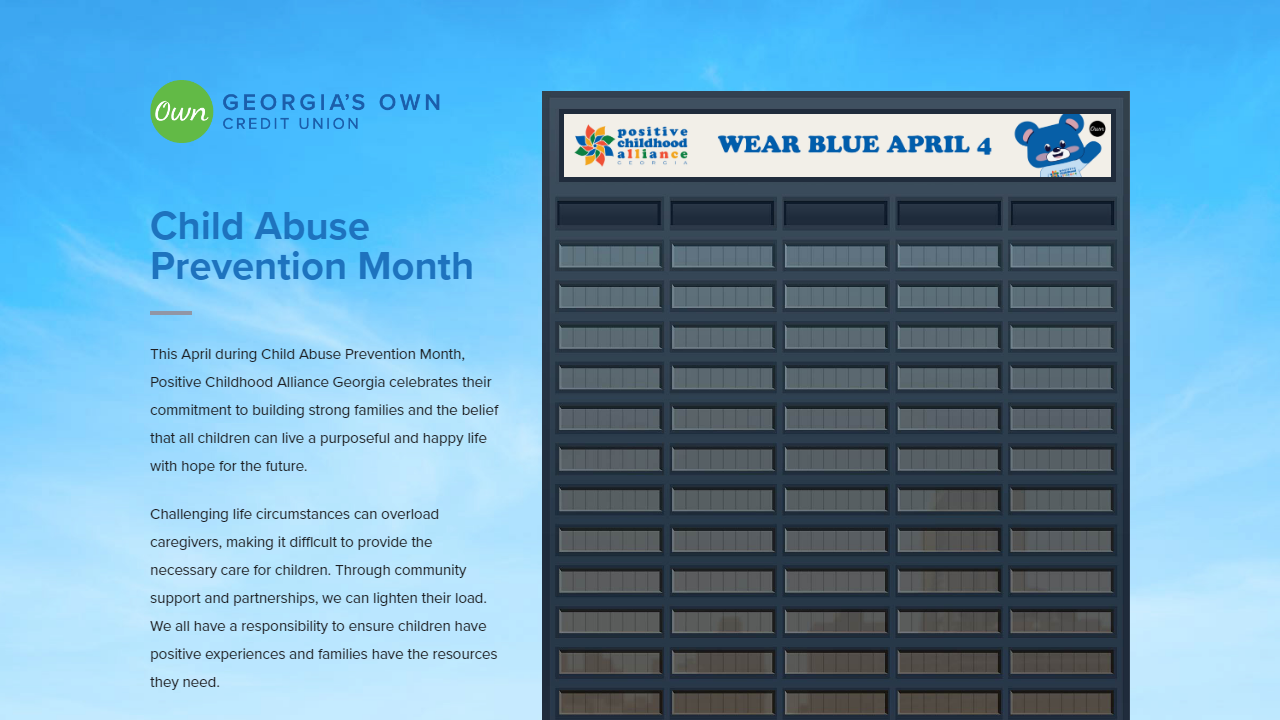 Own
GEORGIA'S OWN
CREDIT UNION
Child Abuse
Prevention Month
This April during Child Abuse Prevention Month,
Positive Childhood Alliance Georgia celebrates their
commitment to building strong families and the belief
that all children can live a purposeful and happy life
with hope for the future.
Challenging life circumstances can overload
caregivers, making it difficult to provide the
necessary care for children. Through community
support and partnerships, we can lighten their load.
We all have a responsibility to ensure children have
positive experiences and families have the resources
they need.
positive
childhood
alliance
GEORGIA
WEAR BLUE APRIL 4
Own